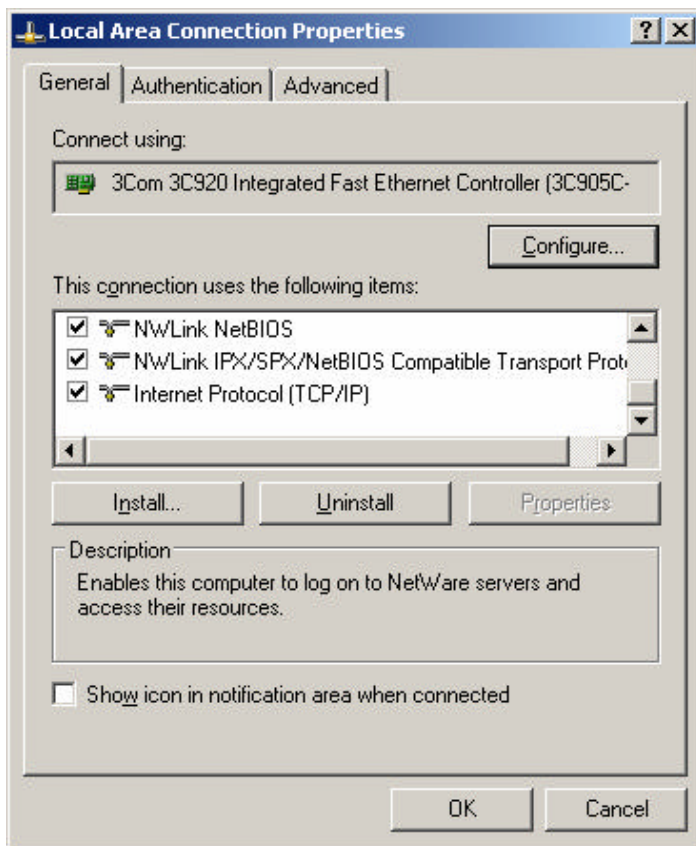 Local Area Connection Properties
General Authentication Advanced
Connect using:
3Com 3C920 Integrated Fast Ethernet Controller (3C905C-
Configure...
This connection uses the following items:
NWLink NetBIOS
NWLink IPX/SPX/NetBIOS Compatible Transport Proto
Internet Protocol (TCP/IP)
Install... Uninstall Properties
Description
Enables this computer to log on to NetWare servers and
access their resources.
Show icon in notification area when connected
OK Cancel